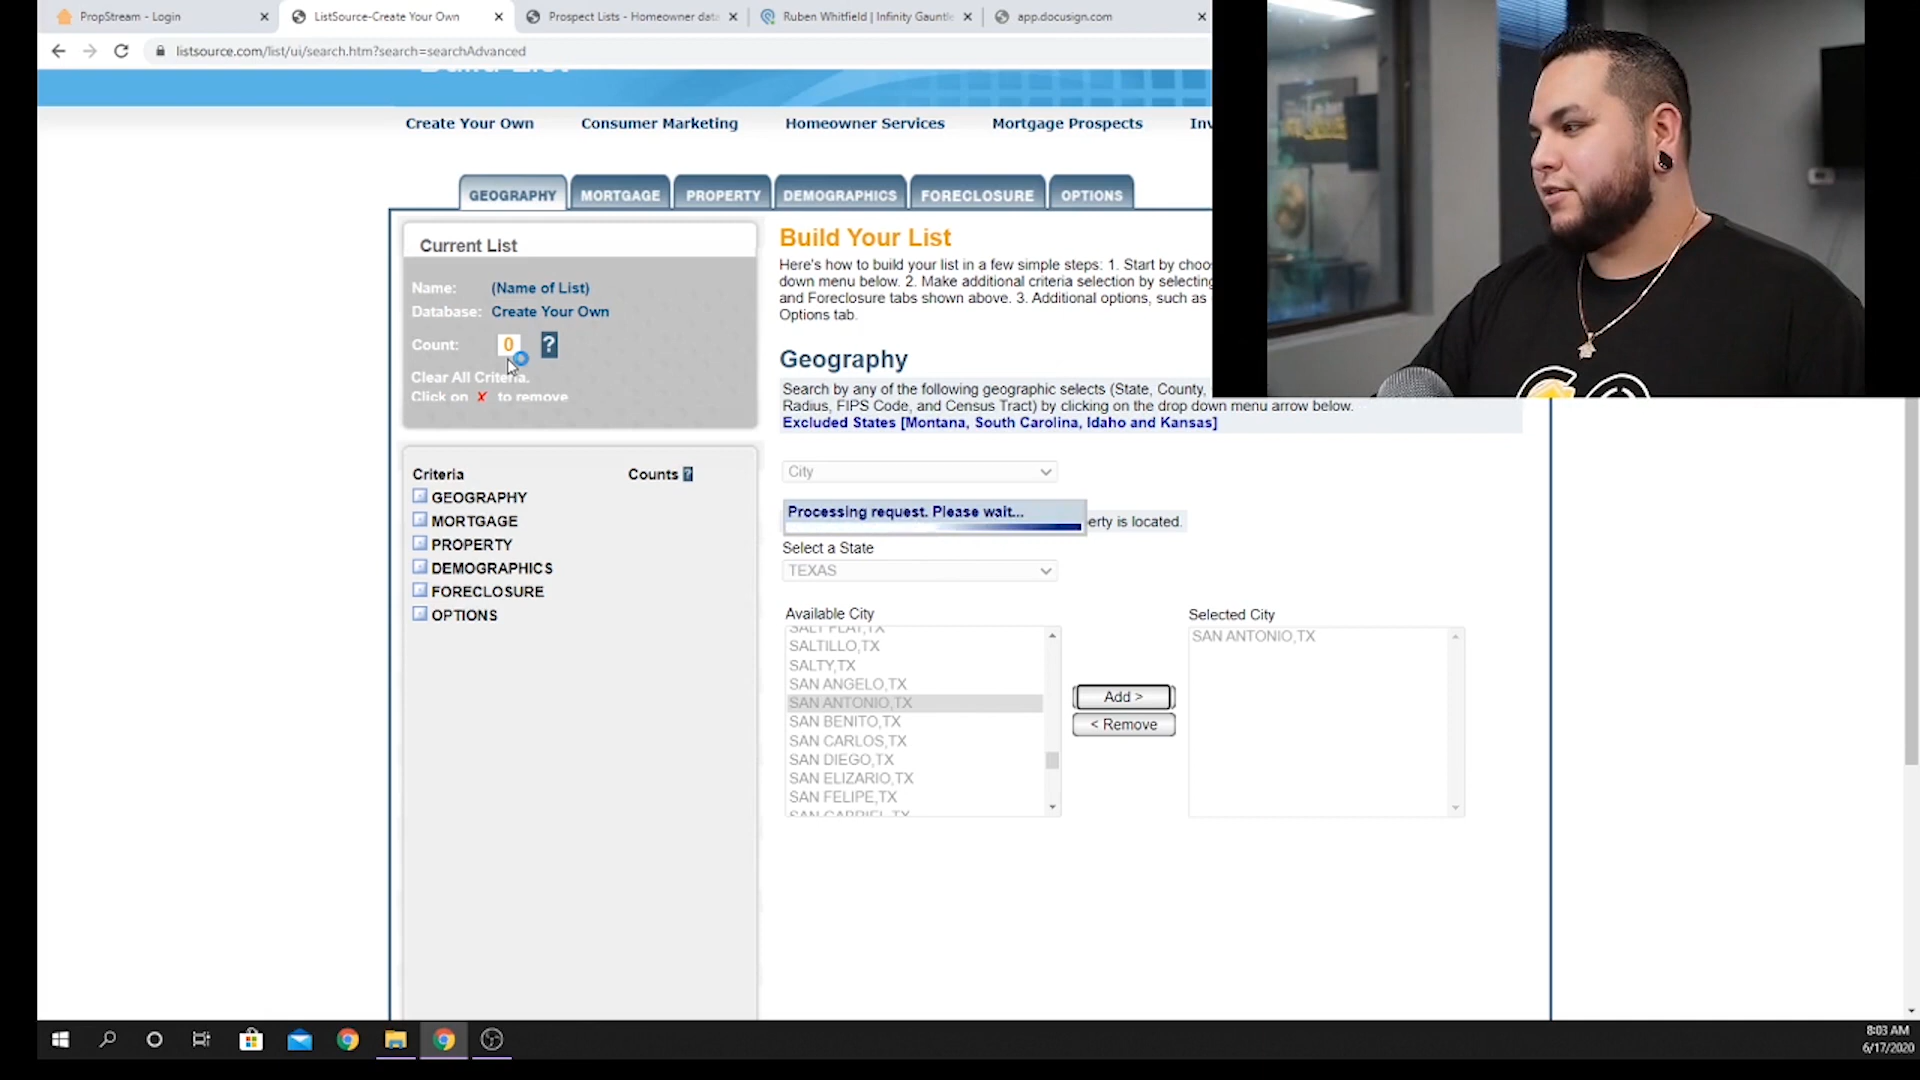 PropStream - Login
ListSource-Create Your Own
Prospect Lists - Homeowner data
Ruben Whitfield | Infinity Gauntle
app.docusign.com
listsource.com/list/ui/search.htm?search=searchAdvanced
Build List
Create Your Own
Consumer Marketing
Homeowner Services
Mortgage Prospects
Inv
GEOGRAPHY
MORTGAGE
PROPERTY
DEMOGRAPHICS
FORECLOSURE
OPTIONS
Current List
Name: (Name of List)
Database: Create Your Own
Count: 0 ?
Clear All Criteria.
Click on x to remove
Criteria
Counts ?
GEOGRAPHY
MORTGAGE
PROPERTY
DEMOGRAPHICS
FORECLOSURE
OPTIONS
Build Your List
Here's how to build your list in a few simple steps: 1. Start by choo
down menu below. 2. Make additional criteria selection by selecting
and Foreclosure tabs shown above. 3. Additional options, such as
Options tab.
Geography
Search by any of the following geographic selects (State, County,
Radius, FIPS Code, and Census Tract) by clicking on the drop down menu arrow below.
Excluded States [Montana, South Carolina, Idaho and Kansas]
City
Processing request. Please wait...
erty is located.
Select a State
TEXAS
Available City
SALT FLAT,TX
SALTILLO,TX
SALTY,TX
SAN ANGELO,TX
SAN ANTONIO,TX
SAN BENITO,TX
SAN CARLOS,TX
SAN DIEGO,TX
SAN ELIZARIO,TX
SAN FELIPE,TX
SAN GABRIEL,TX
Add >
< Remove
Selected City
SAN ANTONIO,TX
8:03 AM
6/17/2020